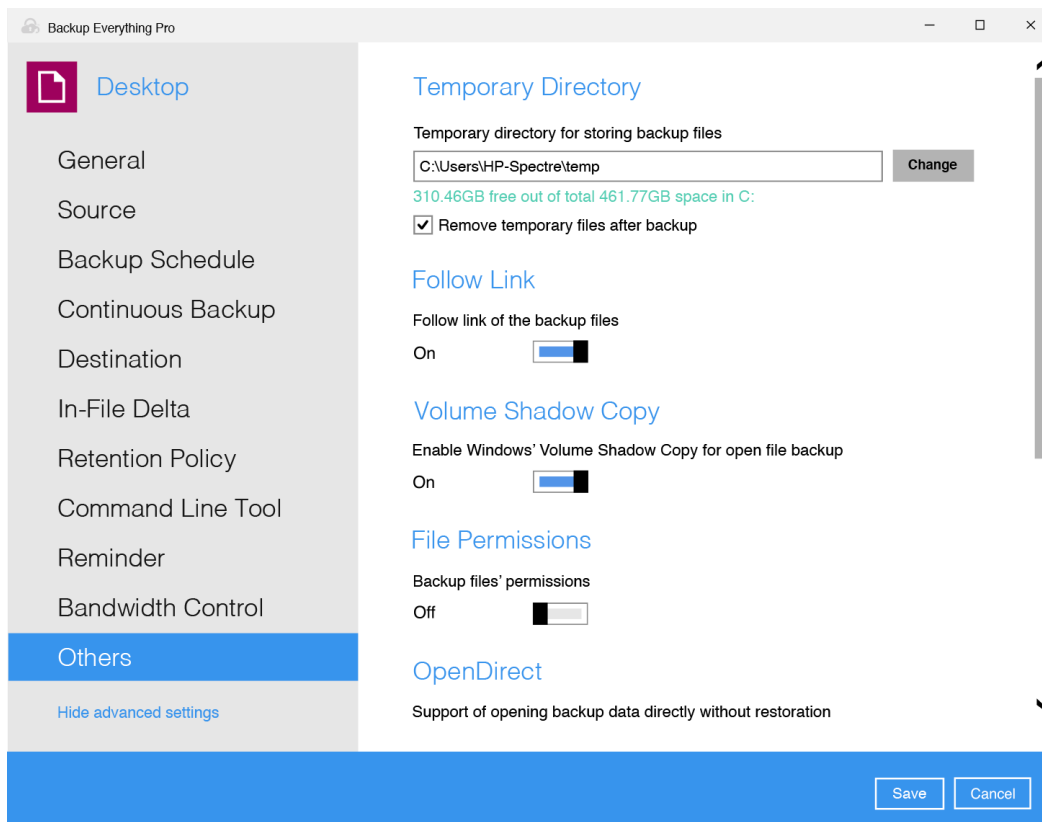 Backup Everything Pro
Desktop
General
Source
Backup Schedule
Continuous Backup
Destination
In-File Delta
Retention Policy
Command Line Tool
Reminder
Bandwidth Control
Others
Hide advanced settings
Temporary Directory
Temporary directory for storing backup files
C:\Users\HP-Spectre\temp
Change
310.46GB free out of total 461.77GB space in C:
Remove temporary files after backup
Follow Link
Follow link of the backup files
On
Volume Shadow Copy
Enable Windows’ Volume Shadow Copy for open file backup
On
File Permissions
Backup files’ permissions
Off
OpenDirect
Support of opening backup data directly without restoration
Save
Cancel